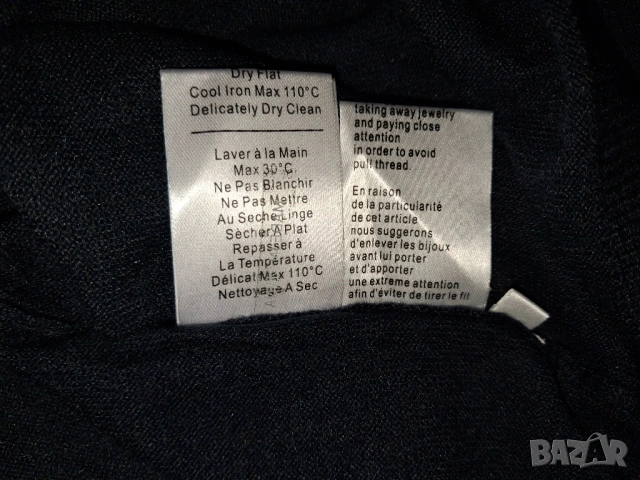 Dry Flat
Cool Iron Max 110°C
Delicately Dry Clean
Laver à la Main
Max 30°C
Ne Pas Blanchir
Ne Pas Mettre
Au Seche Linge
Sècher A Plat
Repasser à
La Température
Délicat Max 110°C
Nettoyage A Sec
taking away jewelry
and paying close
attention
in order to avoid
pull thread.
En raison
de la particularité
de cet article
nous suggerons
d'enlever les bijoux
avant lui porter
et d'apporter
une extreme attention
afin d'éviter de tirer le fil
BAZAR